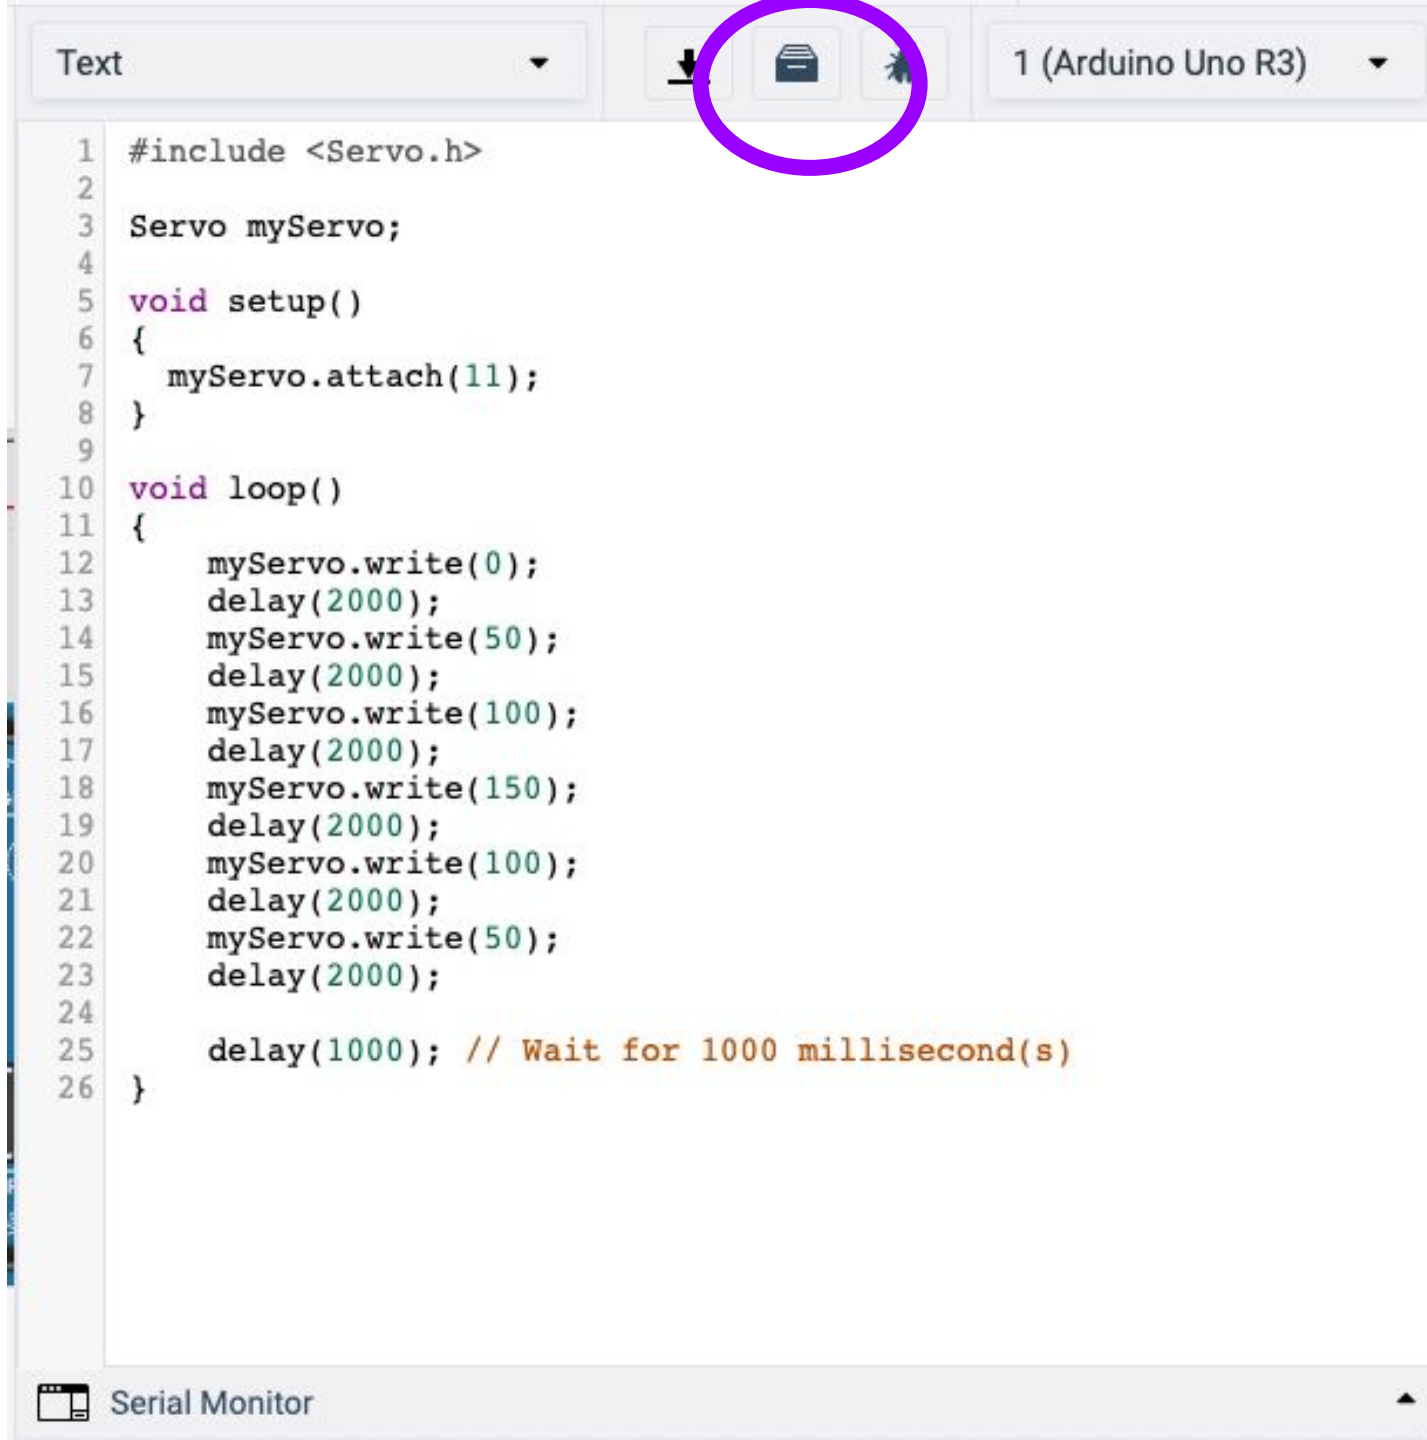 Text
1 (Arduino Uno R3)
1 #include <Servo.h>
2
3 Servo myServo;
4
5 void setup()
6 {
7   myServo.attach(11);
8 }
9
10 void loop()
11 {
12     myServo.write(0);
13     delay(2000);
14     myServo.write(50);
15     delay(2000);
16     myServo.write(100);
17     delay(2000);
18     myServo.write(150);
19     delay(2000);
20     myServo.write(100);
21     delay(2000);
22     myServo.write(50);
23     delay(2000);
24
25     delay(1000); // Wait for 1000 millisecond(s)
26 }
Serial Monitor